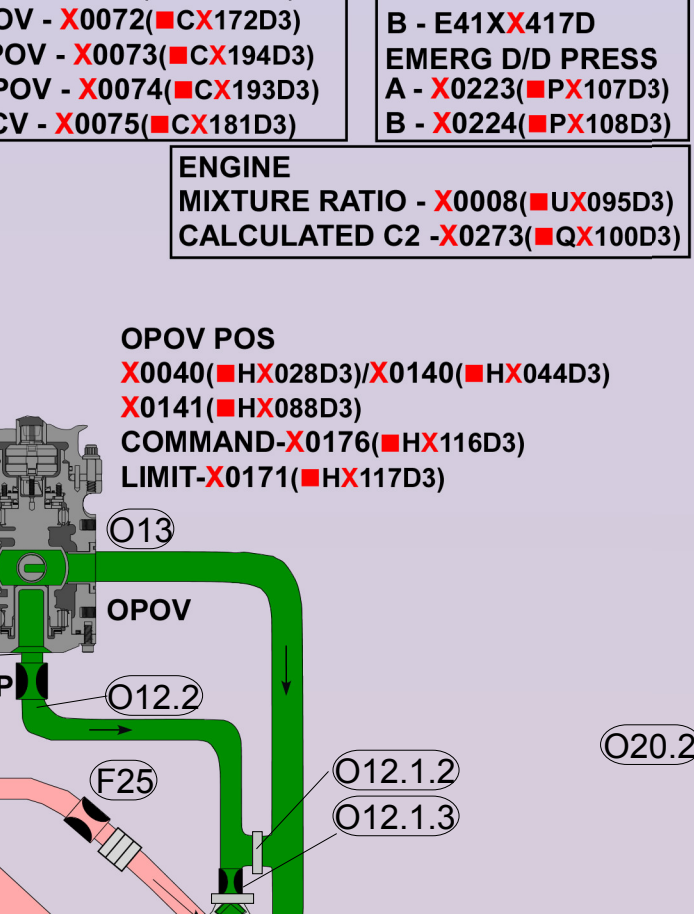 OV - X0072(■CX172D3)
POV - X0073(■CX194D3)
POV - X0074(■CX193D3)
CV - X0075(■CX181D3)
B - E41XX417D
EMERG D/D PRESS
A - X0223(■PX107D3)
B - X0224(■PX108D3)
ENGINE
MIXTURE RATIO - X0008(■UX095D3)
CALCULATED C2 -X0273(■QX100D3)
OPOV POS
X0040(■HX028D3)/X0140(■HX044D3)
X0141(■HX088D3)
COMMAND-X0176(■HX116D3)
LIMIT-X0171(■HX117D3)
O13
OPOV
P
O12.2
O20.2
F25
O12.1.2
O12.1.3